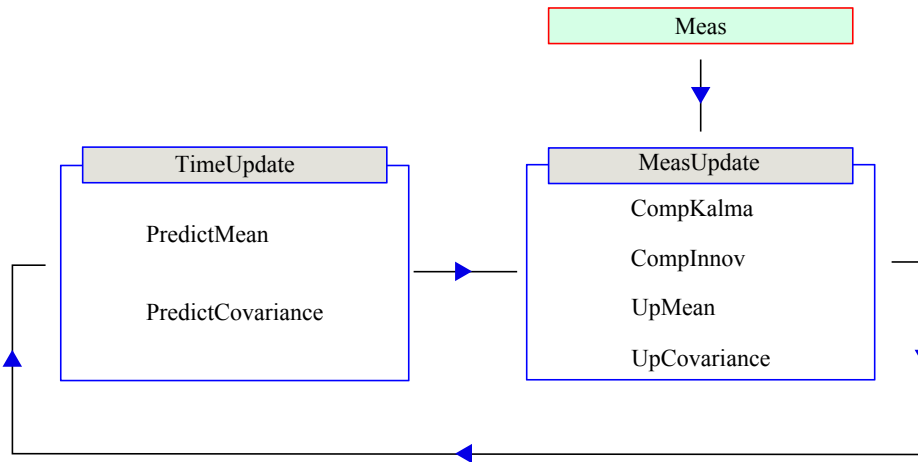 Meas
TimeUpdate
PredictMean
PredictCovariance
MeasUpdate
CompKalma
CompInnov
UpMean
UpCovariance